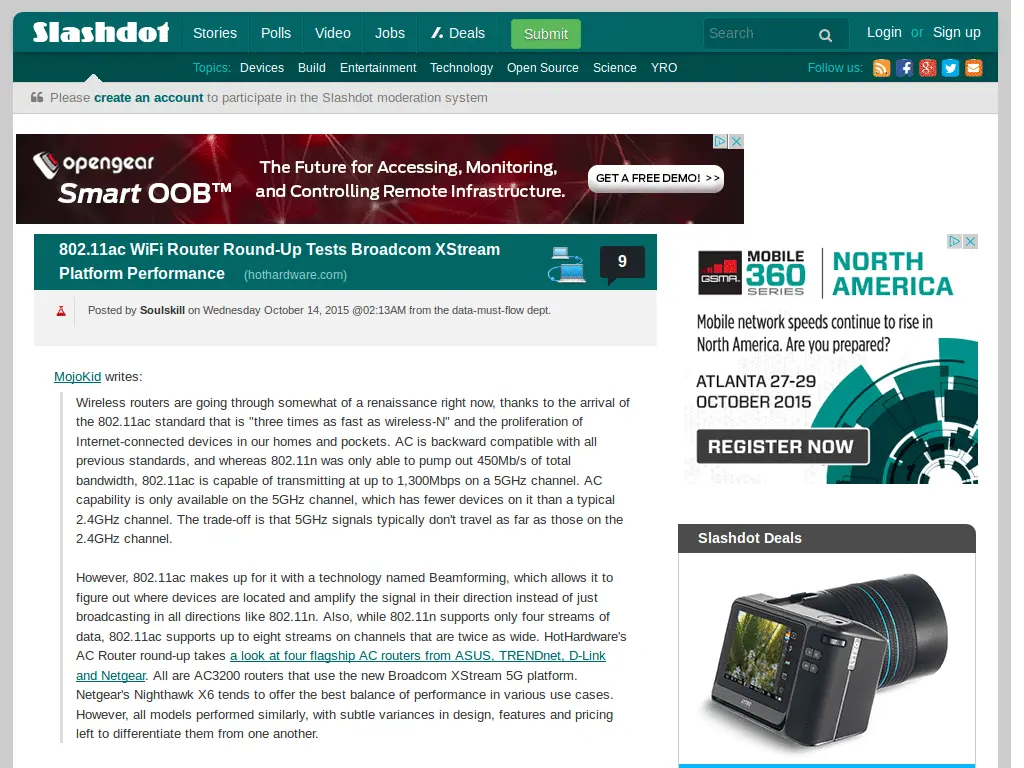 Slashdot
Stories
Polls
Video
Jobs
Deals
Submit
Search
Login or Sign up
Topics: Devices Build Entertainment Technology Open Source Science YRO
Follow us:
Please create an account to participate in the Slashdot moderation system
opengear
Smart OOB™
The Future for Accessing, Monitoring,
and Controlling Remote Infrastructure.
GET A FREE DEMO! >>
802.11ac WiFi Router Round-Up Tests Broadcom XStream
Platform Performance (hothardware.com)
9
Posted by Soulskill on Wednesday October 14, 2015 @02:13AM from the data-must-flow dept.
MojoKid writes:
Wireless routers are going through somewhat of a renaissance right now, thanks to the arrival of
the 802.11ac standard that is "three times as fast as wireless-N" and the proliferation of
Internet-connected devices in our homes and pockets. AC is backward compatible with all
previous standards, and whereas 802.11n was only able to pump out 450Mb/s of total
bandwidth, 802.11ac is capable of transmitting at up to 1,300Mbps on a 5GHz channel. AC
capability is only available on the 5GHz channel, which has fewer devices on it than a typical
2.4GHz channel. The trade-off is that 5GHz signals typically don't travel as far as those on the
2.4GHz channel.
However, 802.11ac makes up for it with a technology named Beamforming, which allows it to
figure out where devices are located and amplify the signal in their direction instead of just
broadcasting in all directions like 802.11n. Also, while 802.11n supports only four streams of
data, 802.11ac supports up to eight streams on channels that are twice as wide. HotHardware's
AC Router round-up takes a look at four flagship AC routers from ASUS, TRENDnet, D-Link
and Netgear. All are AC3200 routers that use the new Broadcom XStream 5G platform.
Netgear's Nighthawk X6 tends to offer the best balance of performance in various use cases.
However, all models performed similarly, with subtle variances in design, features and pricing
left to differentiate them from one another.
GSMA
MOBILE
360
SERIES
NORTH
AMERICA
Mobile network speeds continue to rise in
North America. Are you prepared?
ATLANTA 27-29
OCTOBER 2015
REGISTER NOW
Slashdot Deals